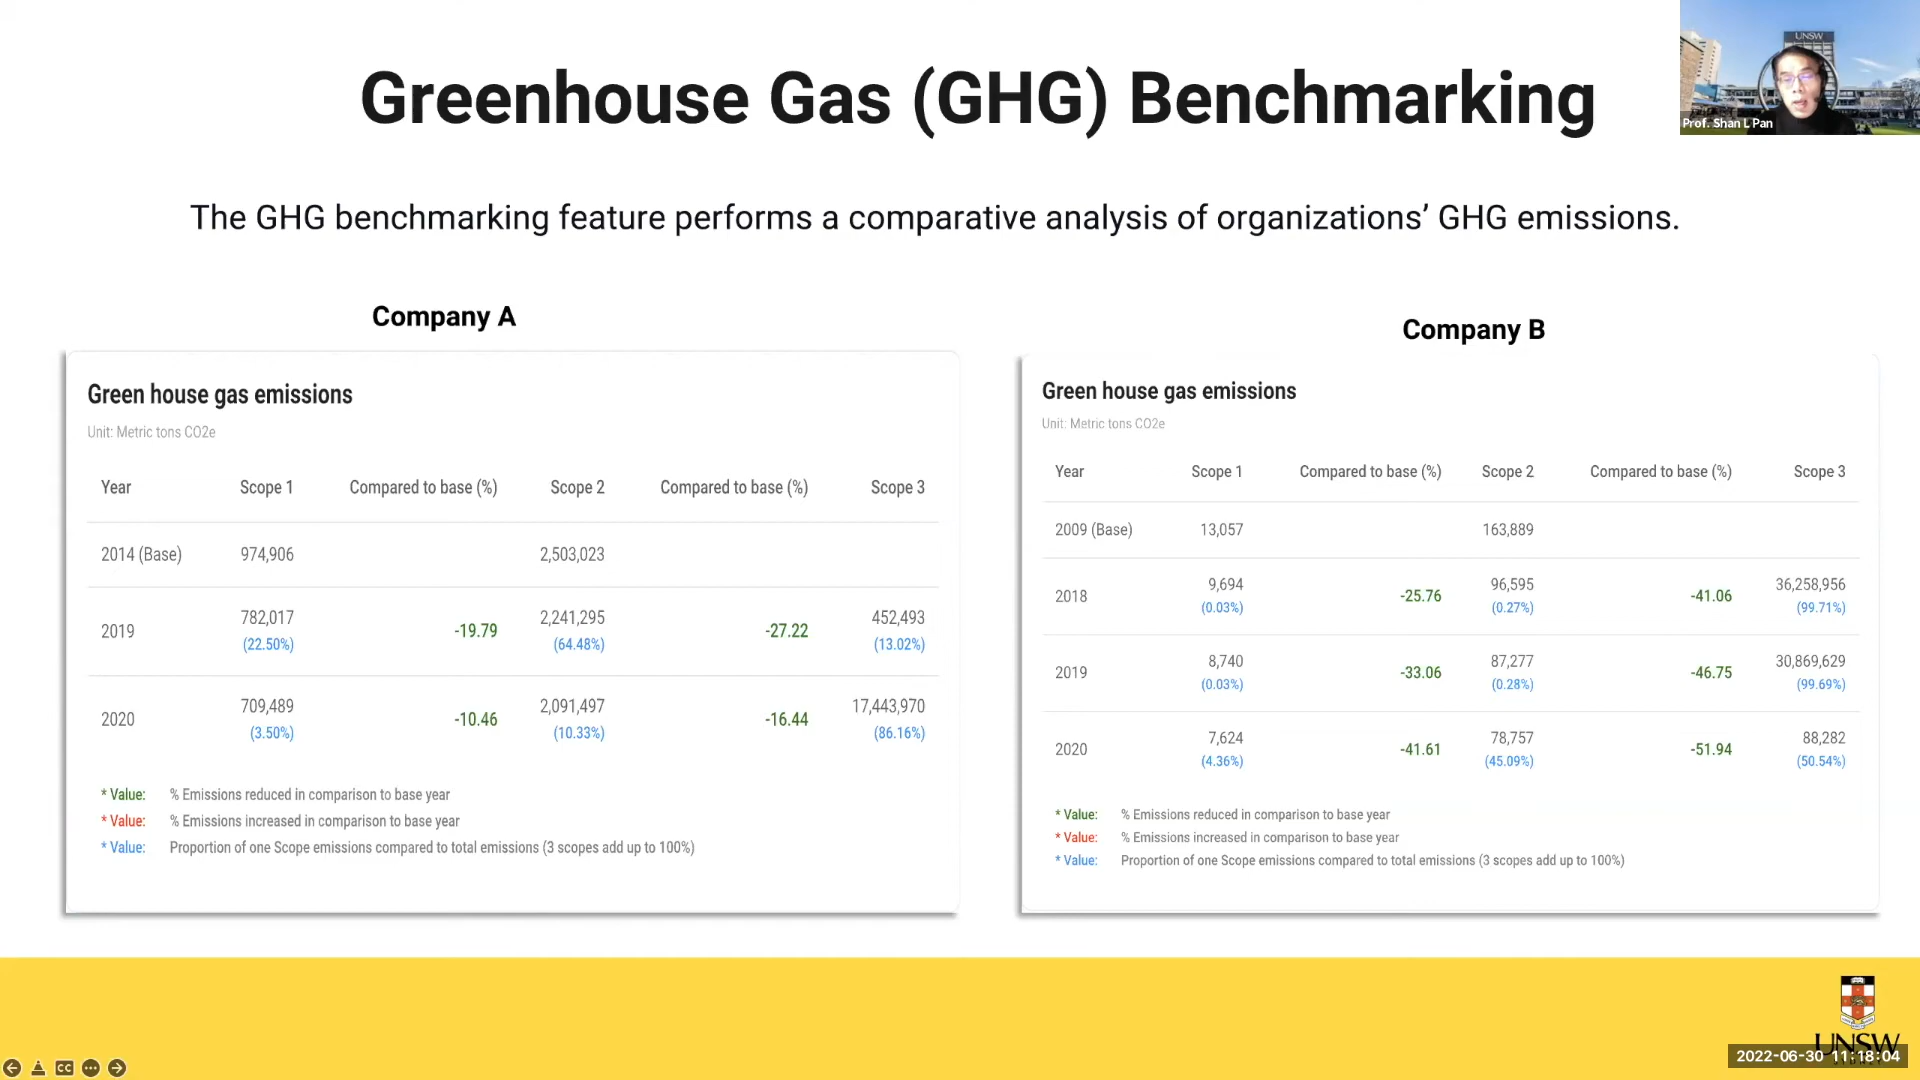 Greenhouse Gas (GHG) Benchmarking
UNSW
Prof. Shan L Pan
The GHG benchmarking feature performs a comparative analysis of organizations’ GHG emissions.
Company A
Green house gas emissions
Unit: Metric tons CO2e
Year Scope 1 Compared to base (%) Scope 2 Compared to base (%) Scope 3
2014 (Base) 974,906 2,503,023
2019 782,017 (22.50%) -19.79 2,241,295 (64.48%) -27.22 452,493 (13.02%)
2020 709,489 (3.50%) -10.46 2,091,497 (10.33%) -16.44 17,443,970 (86.16%)
* Value: % Emissions reduced in comparison to base year
* Value: % Emissions increased in comparison to base year
* Value: Proportion of one Scope emissions compared to total emissions (3 scopes add up to 100%)
Company B
Green house gas emissions
Unit: Metric tons CO2e
Year Scope 1 Compared to base (%) Scope 2 Compared to base (%) Scope 3
2009 (Base) 13,057 163,889
2018 9,694 (0.03%) -25.76 96,595 (0.27%) -41.06 36,258,956 (99.71%)
2019 8,740 (0.03%) -33.06 87,277 (0.28%) -46.75 30,869,629 (99.69%)
2020 7,624 (4.36%) -41.61 78,757 (45.09%) -51.94 88,282 (50.54%)
* Value: % Emissions reduced in comparison to base year
* Value: % Emissions increased in comparison to base year
* Value: Proportion of one Scope emissions compared to total emissions (3 scopes add up to 100%)
UNSW
2022-06-30 11:18:04
CC